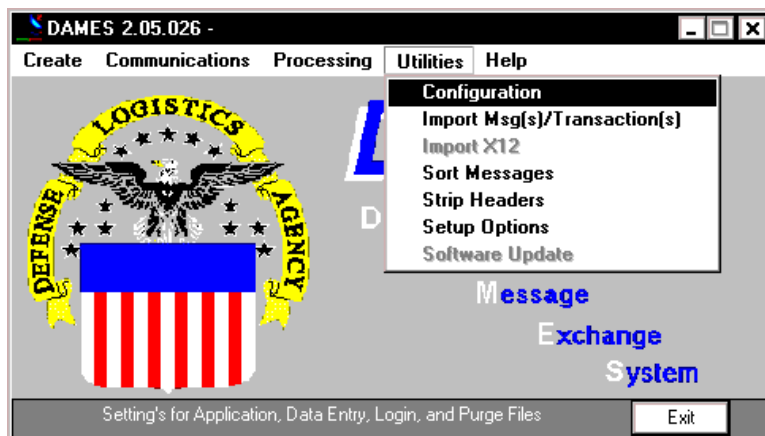 DAMES 2.05.026 -
Create Communications Processing Utilities Help
Configuration
Import Msg(s)/Transaction(s)
Import X12
Sort Messages
Strip Headers
Setup Options
Software Update
DEFENSE LOGISTICS AGENCY
D
Message
Exchange
System
Setting's for Application, Data Entry, Login, and Purge Files
Exit